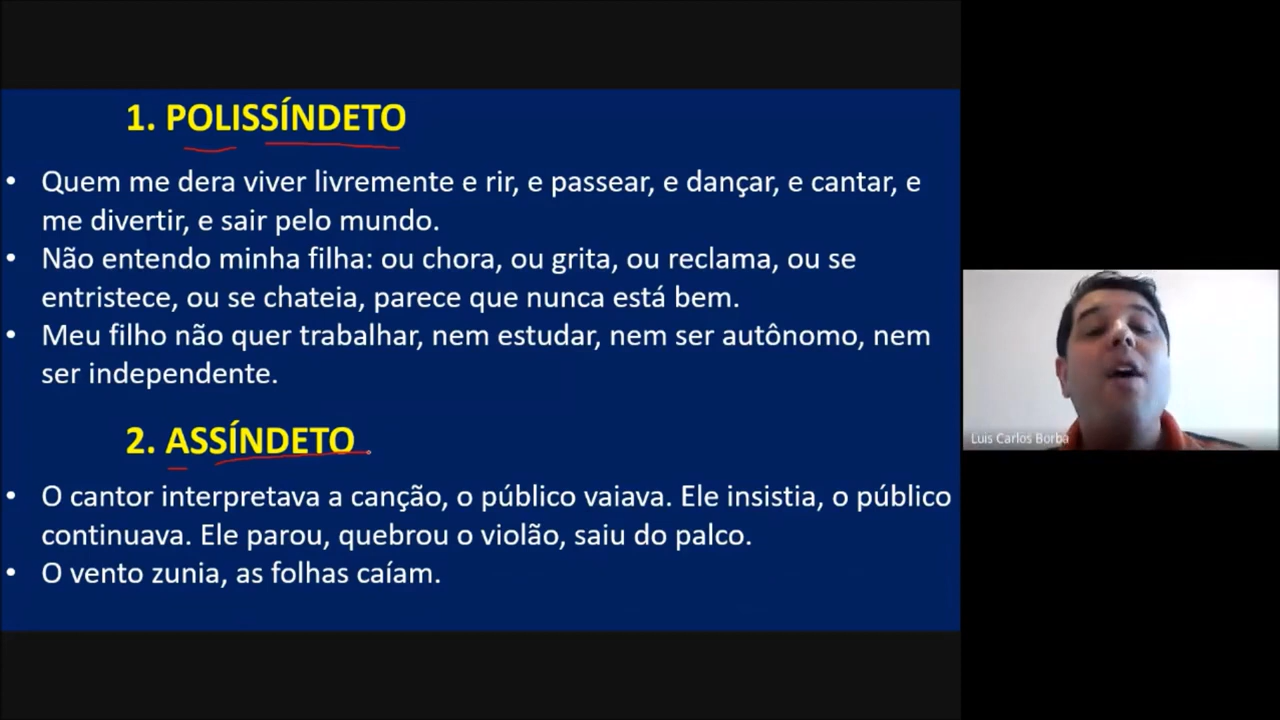 1. POLISSÍNDETO
• Quem me dera viver livremente e rir, e passear, e dançar, e cantar, e
me divertir, e sair pelo mundo.
• Não entendo minha filha: ou chora, ou grita, ou reclama, ou se
entristece, ou se chateia, parece que nunca está bem.
• Meu filho não quer trabalhar, nem estudar, nem ser autônomo, nem
ser independente.
2. ASSÍNDETO
• O cantor interpretava a canção, o público vaiava. Ele insistia, o público
continuava. Ele parou, quebrou o violão, saiu do palco.
• O vento zunia, as folhas caíam.
Luis Carlos Borba